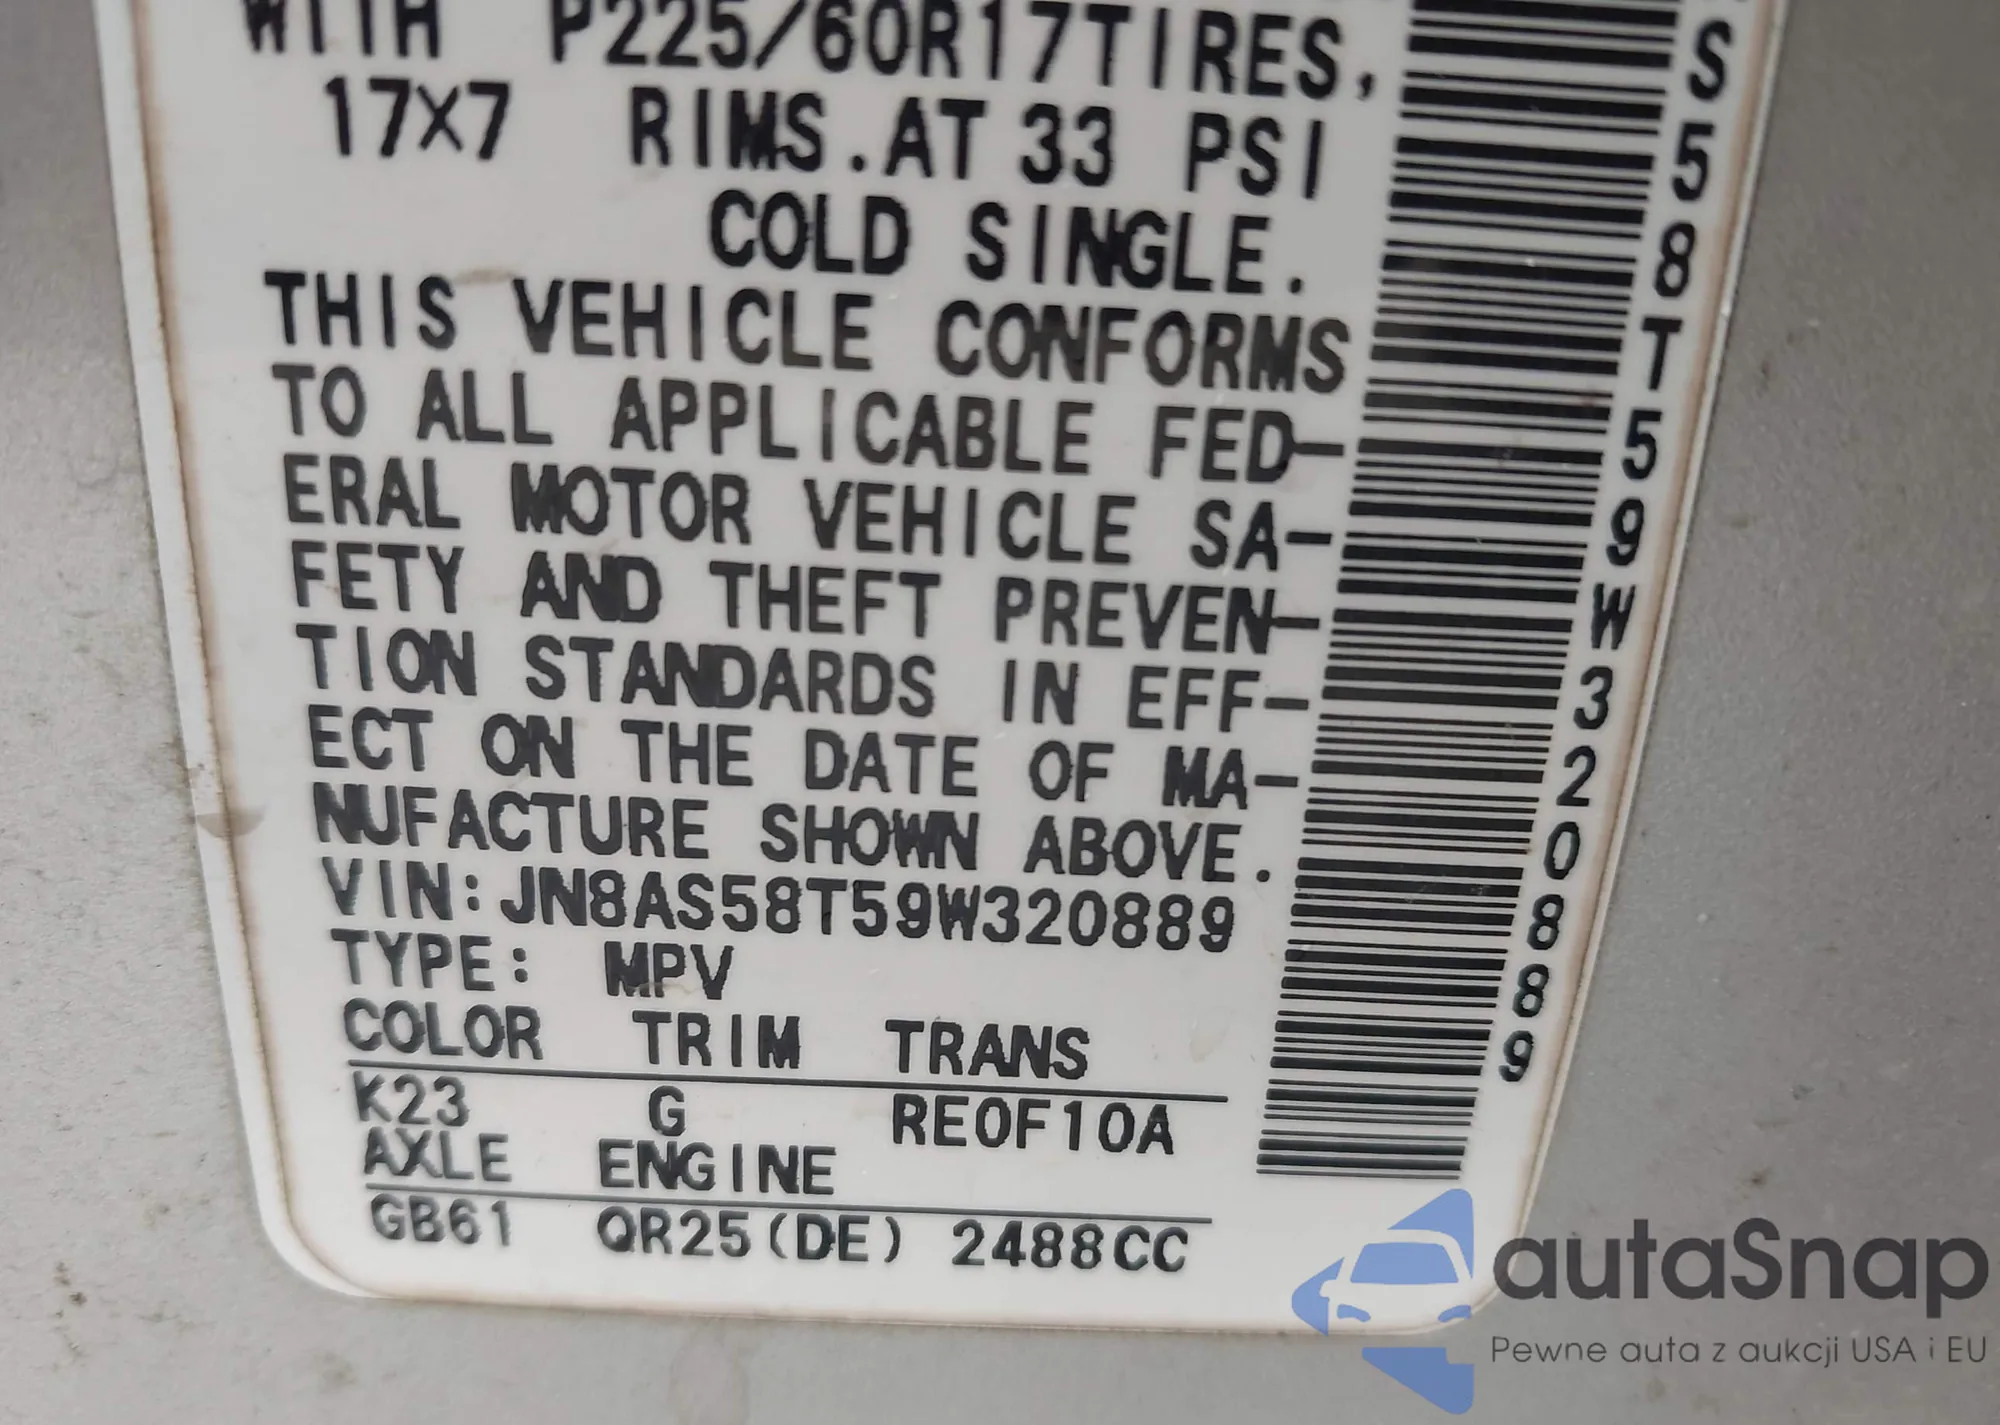 WITH P225/60R17TIRES,
17X7 RIMS.AT 33 PSI
COLD SINGLE.
THIS VEHICLE CONFORMS
TO ALL APPLICABLE FED-
ERAL MOTOR VEHICLE SA-
FETY AND THEFT PREVEN-
TION STANDARDS IN EFF-
ECT ON THE DATE OF MA-
NUFACTURE SHOWN ABOVE.
VIN:JN8AS58T59W320889
TYPE: MPV
COLOR TRIM TRANS
K23 G RE0F10A
AXLE ENGINE
GB61 QR25(DE) 2488CC
S58T59W320889
autaSnap
Pewne auta z aukcji USA i EU